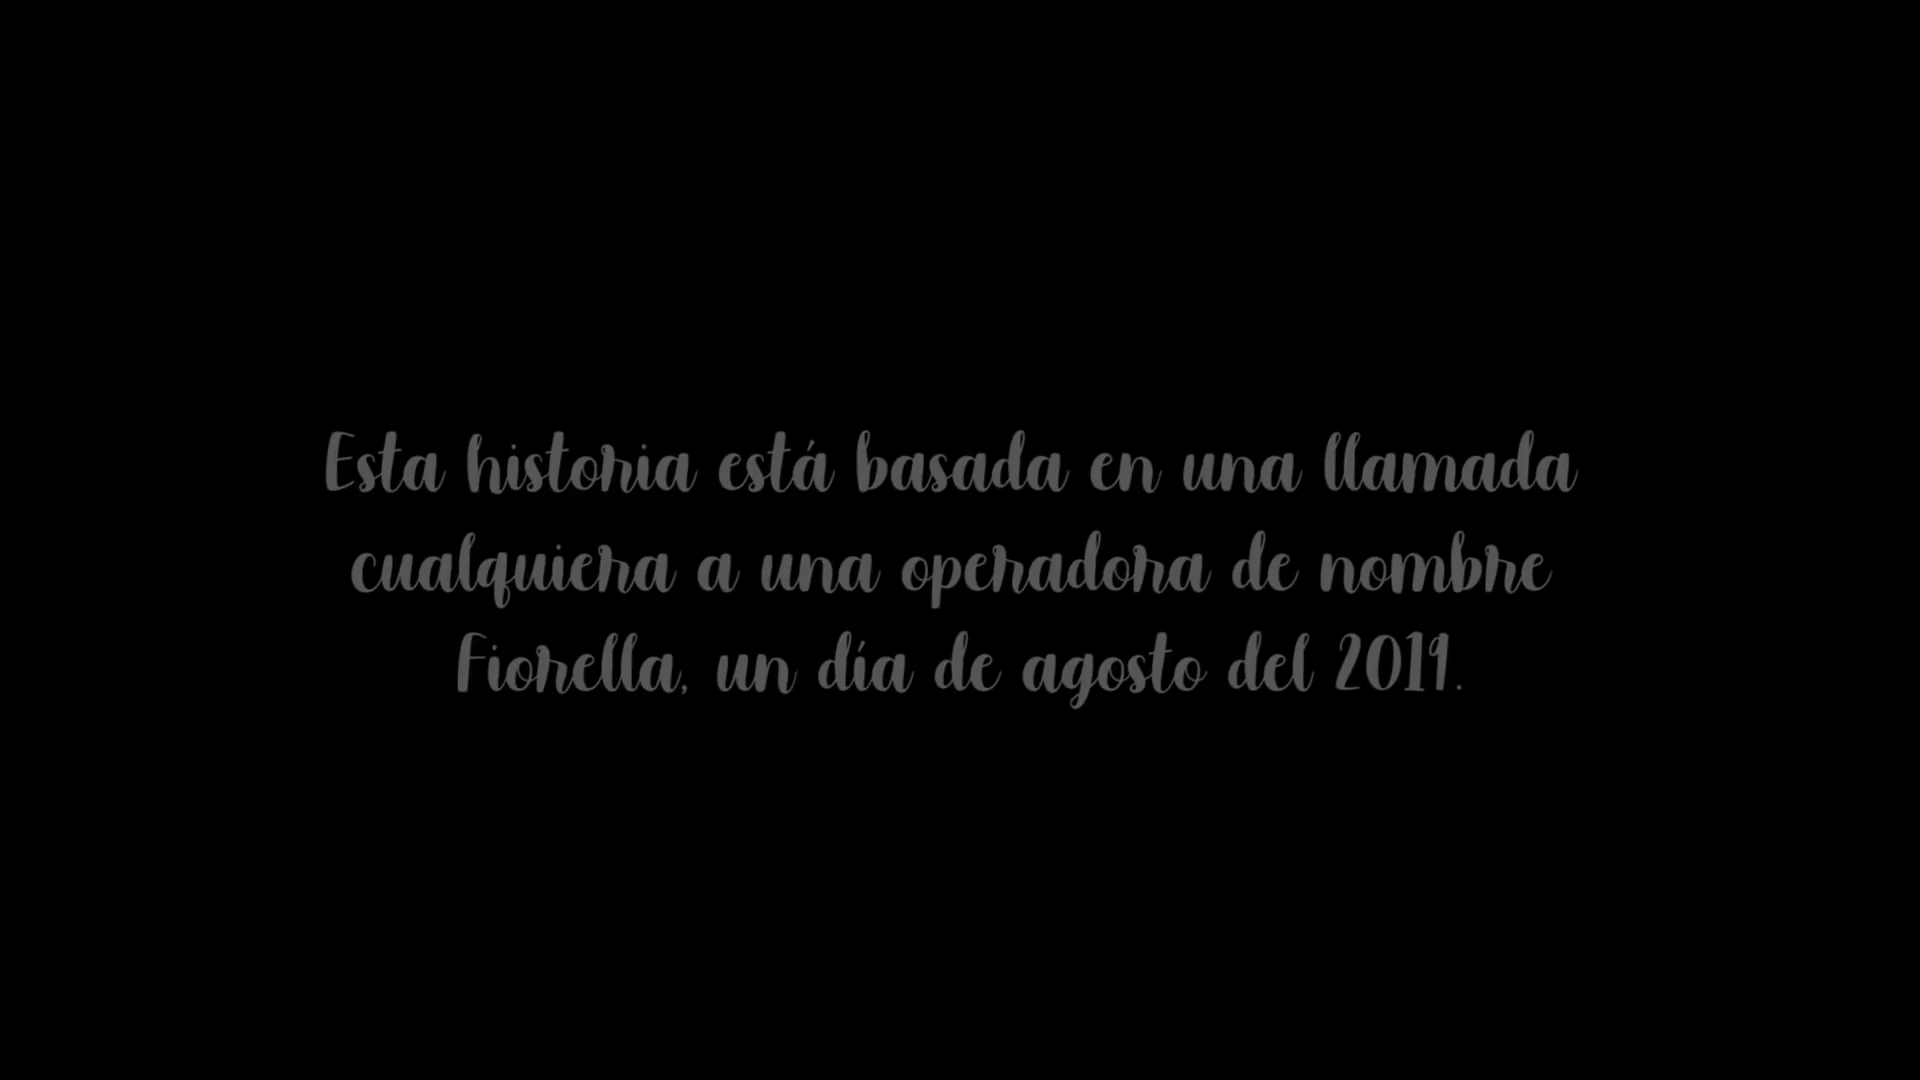 Esta historia está basada en una llamada
cualquiera a una operadora de nombre
Fiorella, un día de agosto del 2019.